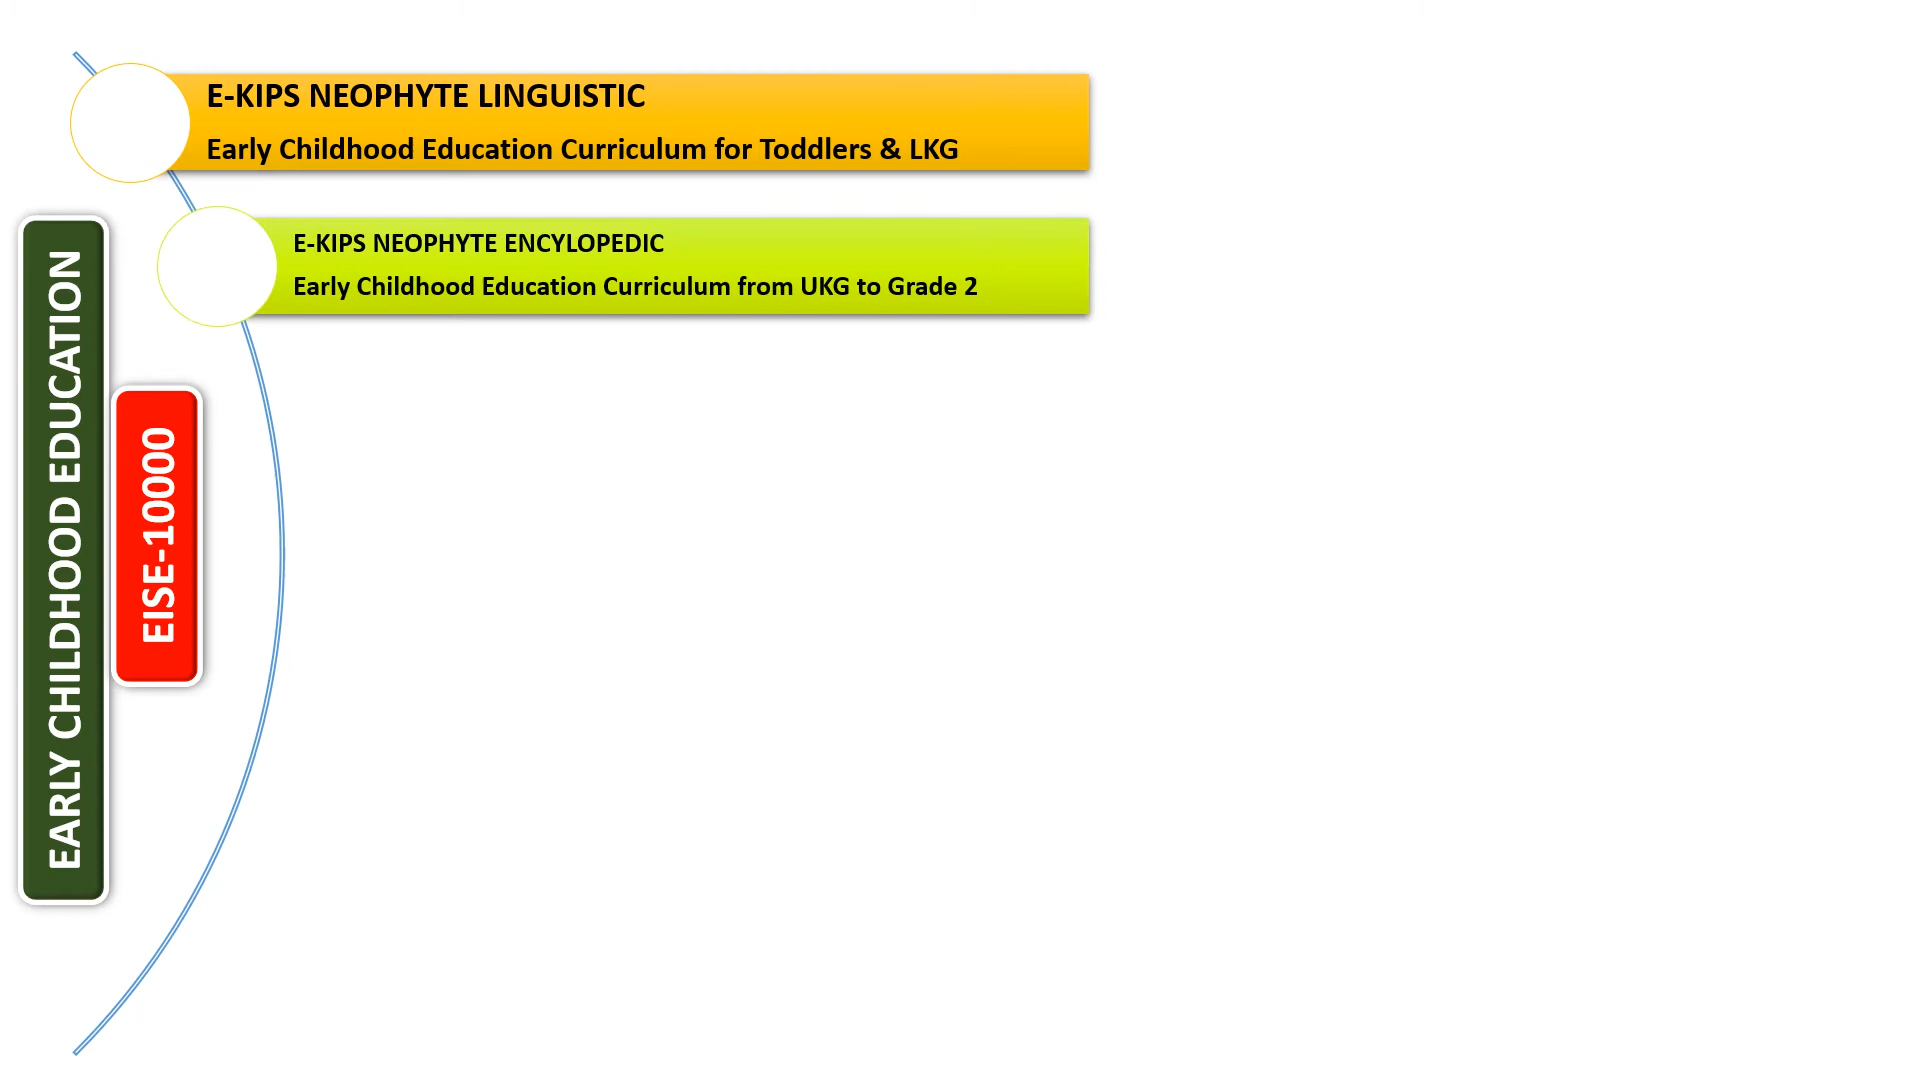 E-KIPS NEOPHYTE LINGUISTIC
Early Childhood Education Curriculum for Toddlers & LKG
E-KIPS NEOPHYTE ENCYLOPEDIC
Early Childhood Education Curriculum from UKG to Grade 2
EARLY CHILDHOOD EDUCATION
EISE-10000